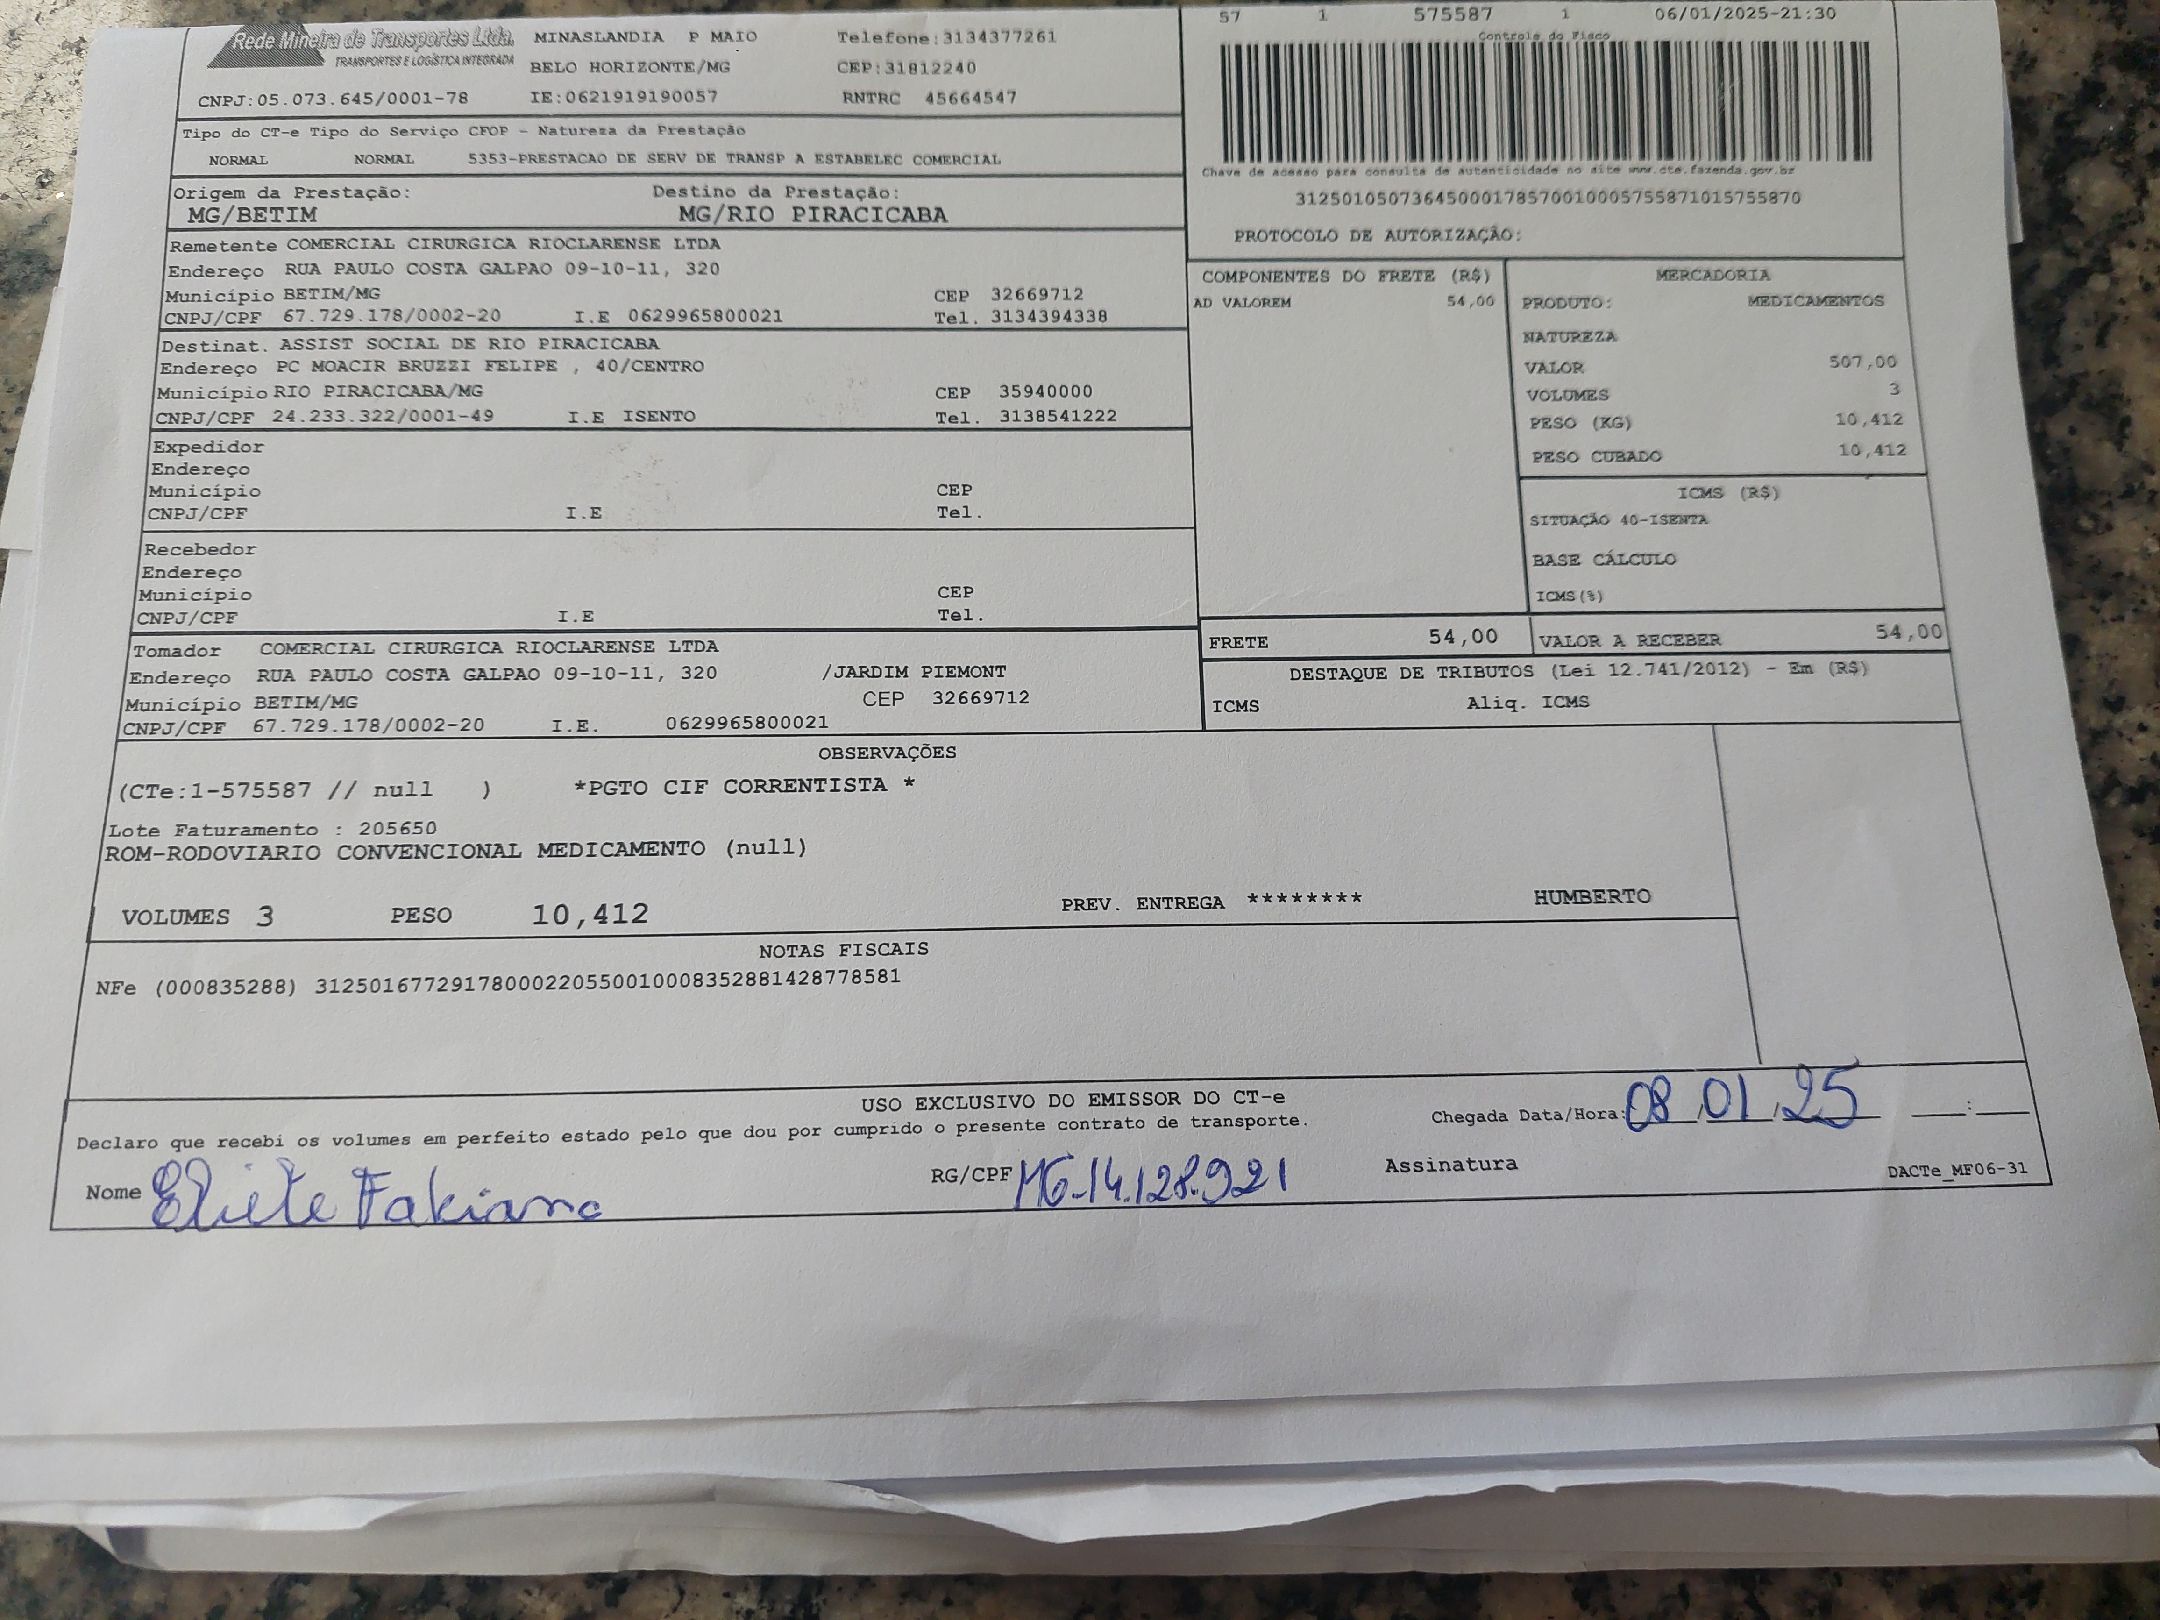 Rede Mineira de Transportes Ltda.
TRANSPORTES E LOGÍSTICA INTEGRADA
MINASLANDIA P MAIO Telefone:3134377261
BELO HORIZONTE/MG CEP:31812240
CNPJ:05.073.645/0001-78 IE:0621919190057 RNTRC 45664547
57 1 575587 1 06/01/2025-21:30
Controle do Fisco
Chave de acesso para consulta de autenticidade no site www.cte.fazenda.gov.br
31250105073645000178570010005755871015755870
PROTOCOLO DE AUTORIZAÇÃO:
Tipo do CT-e Tipo do Serviço CFOP - Natureza da Prestação
NORMAL NORMAL 5353-PRESTACAO DE SERV DE TRANSP A ESTABELEC COMERCIAL
Origem da Prestação: Destino da Prestação:
MG/BETIM MG/RIO PIRACICABA
Remetente COMERCIAL CIRURGICA RIOCLARENSE LTDA
Endereço RUA PAULO COSTA GALPAO 09-10-11, 320
Município BETIM/MG CEP 32669712
CNPJ/CPF 67.729.178/0002-20 I.E 0629965800021 Tel. 3134394338
Destinat. ASSIST SOCIAL DE RIO PIRACICABA
Endereço PC MOACIR BRUZZI FELIPE , 40/CENTRO
Município RIO PIRACICABA/MG CEP 35940000
CNPJ/CPF 24.233.322/0001-49 I.E ISENTO Tel. 3138541222
Expedidor
Endereço
Município CEP
CNPJ/CPF I.E Tel.
Recebedor
Endereço
Município CEP
CNPJ/CPF I.E Tel.
Tomador COMERCIAL CIRURGICA RIOCLARENSE LTDA
Endereço RUA PAULO COSTA GALPAO 09-10-11, 320 /JARDIM PIEMONT
Município BETIM/MG CEP 32669712
CNPJ/CPF 67.729.178/0002-20 I.E. 0629965800021
COMPONENTES DO FRETE (R$)
AD VALOREM 54,00
MERCADORIA
PRODUTO: MEDICAMENTOS
NATUREZA
VALOR 507,00
VOLUMES 3
PESO (KG) 10,412
PESO CUBADO 10,412
ICMS (R$)
SITUAÇÃO 40-ISENTA
BASE CÁLCULO
ICMS(%)
FRETE 54,00 VALOR A RECEBER 54,00
DESTAQUE DE TRIBUTOS (Lei 12.741/2012) - Em (R$)
ICMS Aliq. ICMS
OBSERVAÇÕES
(CTe:1-575587 // null ) *PGTO CIF CORRENTISTA *
Lote Faturamento : 205650
ROM-RODOVIARIO CONVENCIONAL MEDICAMENTO (null)
VOLUMES 3 PESO 10,412 PREV. ENTREGA ******** HUMBERTO
NOTAS FISCAIS
NFe (000835288) 31250167729178000220550010008352881428778581
USO EXCLUSIVO DO EMISSOR DO CT-e
Declaro que recebi os volumes em perfeito estado pelo que dou por cumprido o presente contrato de transporte. Chegada Data/Hora: 08/01/25 __:__
Nome Eliete Fabiana RG/CPF MG-14.128.921 Assinatura DACTe_MF06-31